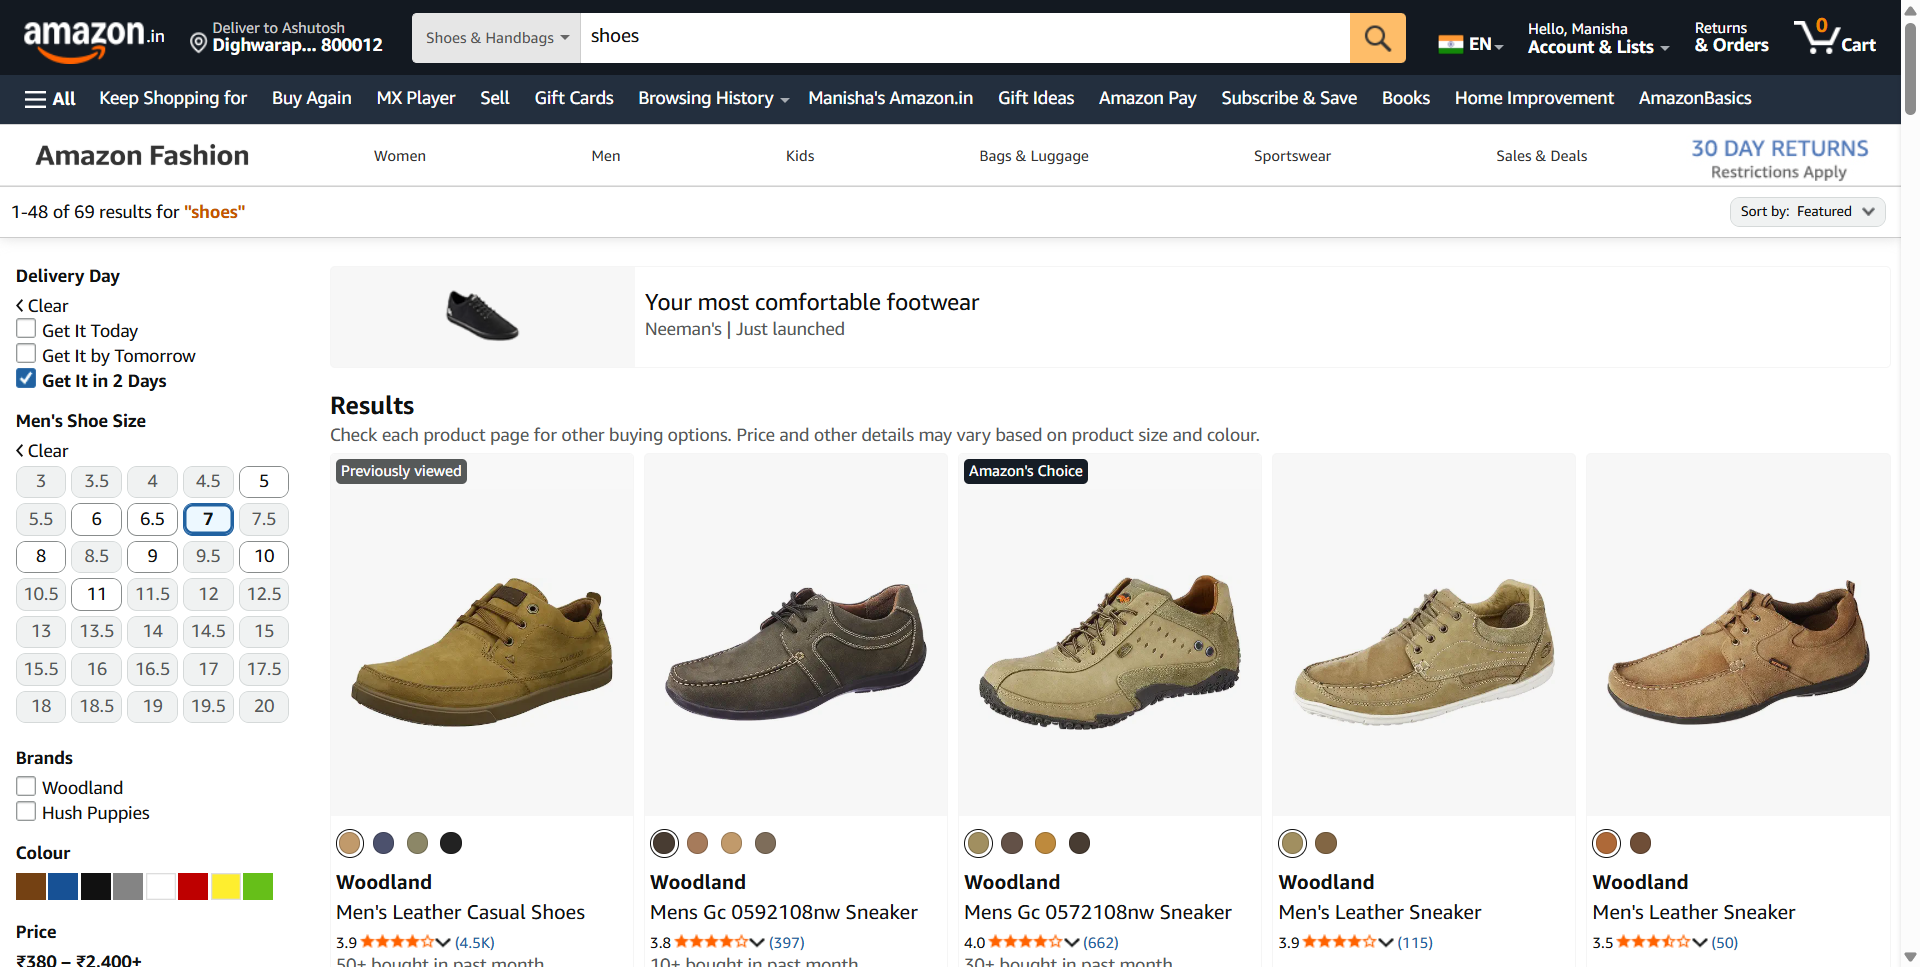 amazon.in
Deliver to Ashutosh
Dighwarap... 800012
Shoes & Handbags
shoes
EN
Hello, Manisha
Account & Lists
Returns
& Orders
0
Cart
All
Keep Shopping for
Buy Again
MX Player
Sell
Gift Cards
Browsing History
Manisha's Amazon.in
Gift Ideas
Amazon Pay
Subscribe & Save
Books
Home Improvement
AmazonBasics
Amazon Fashion
Women
Men
Kids
Bags & Luggage
Sportswear
Sales & Deals
30 DAY RETURNS
Restrictions Apply
1-48 of 69 results for "shoes"
Sort by: Featured
Delivery Day
Clear
Get It Today
Get It by Tomorrow
Get It in 2 Days
Men's Shoe Size
Clear
3 3.5 4 4.5 5
5.5 6 6.5 7 7.5
8 8.5 9 9.5 10
10.5 11 11.5 12 12.5
13 13.5 14 14.5 15
15.5 16 16.5 17 17.5
18 18.5 19 19.5 20
Brands
Woodland
Hush Puppies
Colour
Price
₹380 – ₹2,400+
Your most comfortable footwear
Neeman's | Just launched
Results
Check each product page for other buying options. Price and other details may vary based on product size and colour.
Previously viewed
Woodland
Men's Leather Casual Shoes
3.9 (4.5K)
50+ bought in past month
Woodland
Mens Gc 0592108nw Sneaker
3.8 (397)
10+ bought in past month
Amazon's Choice
Woodland
Mens Gc 0572108nw Sneaker
4.0 (662)
30+ bought in past month
Woodland
Men's Leather Sneaker
3.9 (115)
Woodland
Men's Leather Sneaker
3.5 (50)